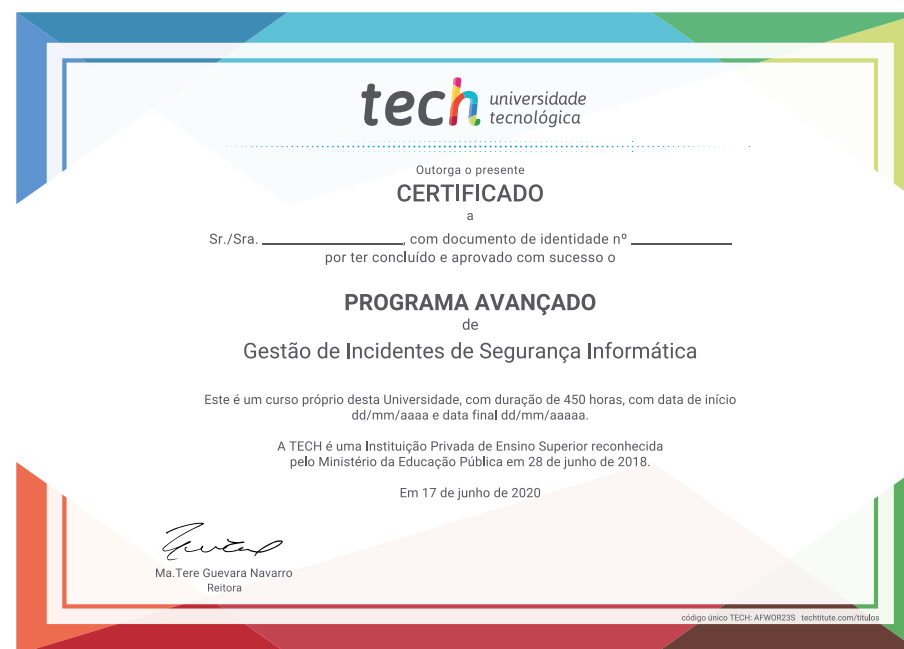 tech universidade
tecnológica
Outorga o presente
CERTIFICADO
a
Sr./Sra. ____________, com documento de identidade nº ____________
por ter concluído e aprovado com sucesso o
PROGRAMA AVANÇADO
de
Gestão de Incidentes de Segurança Informática
Este é um curso próprio desta Universidade, com duração de 450 horas, com data de início
dd/mm/aaaa e data final dd/mm/aaaaa.
A TECH é uma Instituição Privada de Ensino Superior reconhecida
pelo Ministério da Educação Pública em 28 de junho de 2018.
Em 17 de junho de 2020
Ma.Tere Guevara Navarro
Reitora
código único TECH: AFWOR23S techtitute.com/titulos